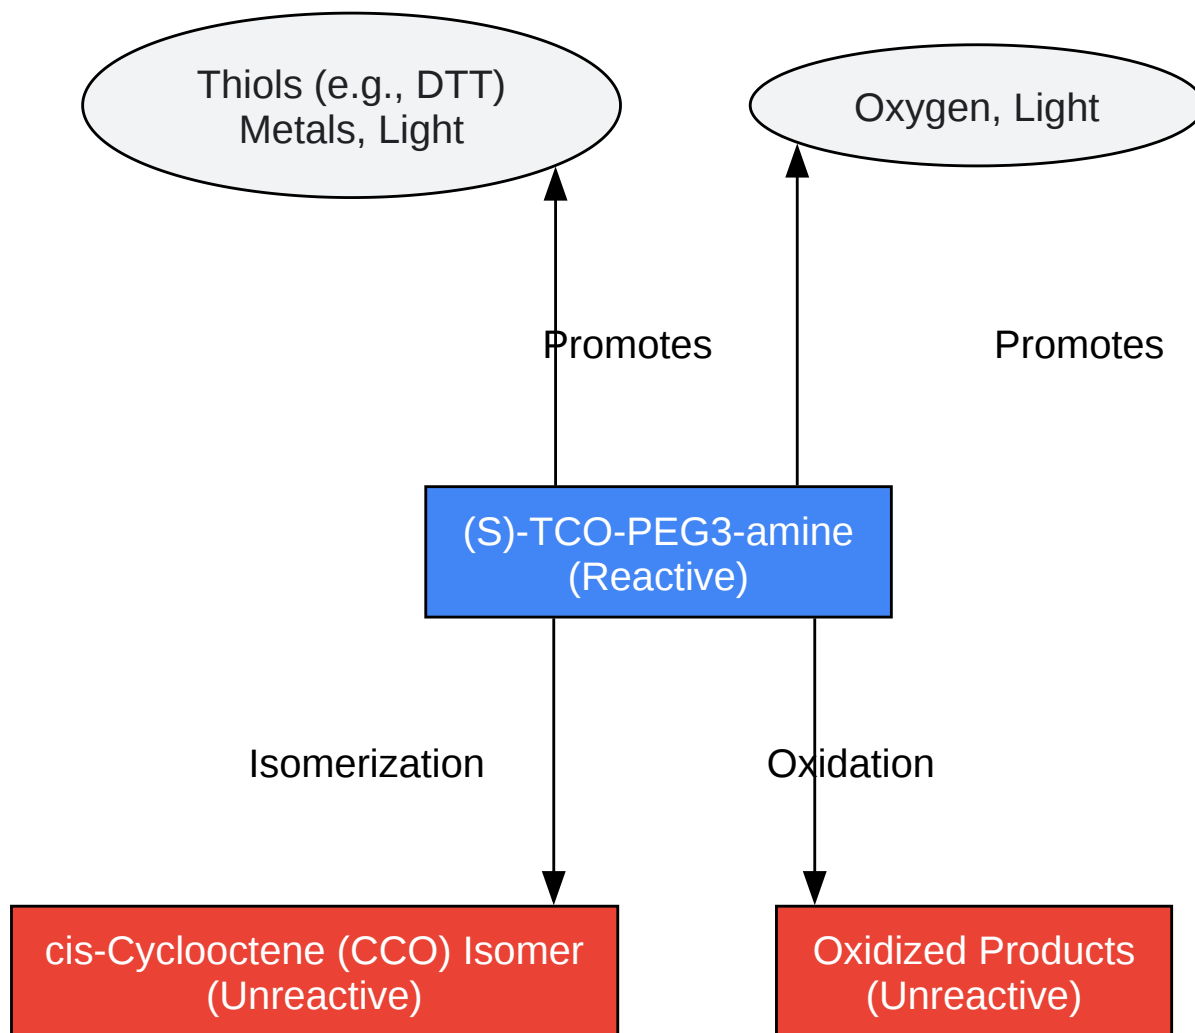 Thiols (e.g., DTT)
Metals, Light
Oxygen, Light
Promotes
Promotes
(S)-TCO-PEG3-amine
(Reactive)
Isomerization
Oxidation
cis-Cyclooctene (CCO) Isomer
(Unreactive)
Oxidized Products
(Unreactive)